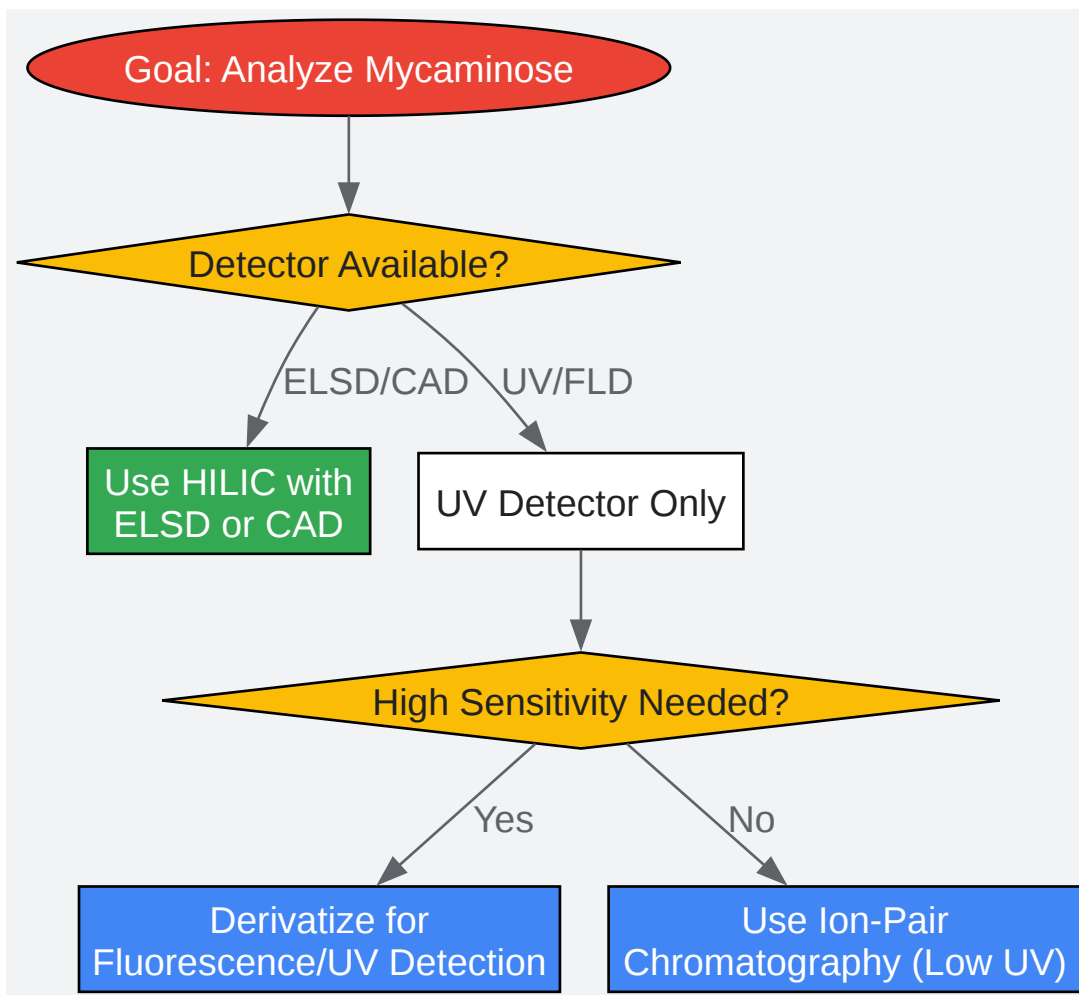 Goal: Analyze Mycaminose
Detector Available?
ELSD/CAD
UV/FLD
Use HILIC with
ELSD or CAD
UV Detector Only
High Sensitivity Needed?
Yes
No
Derivatize for
Fluorescence/UV Detection
Use Ion-Pair
Chromatography (Low UV)